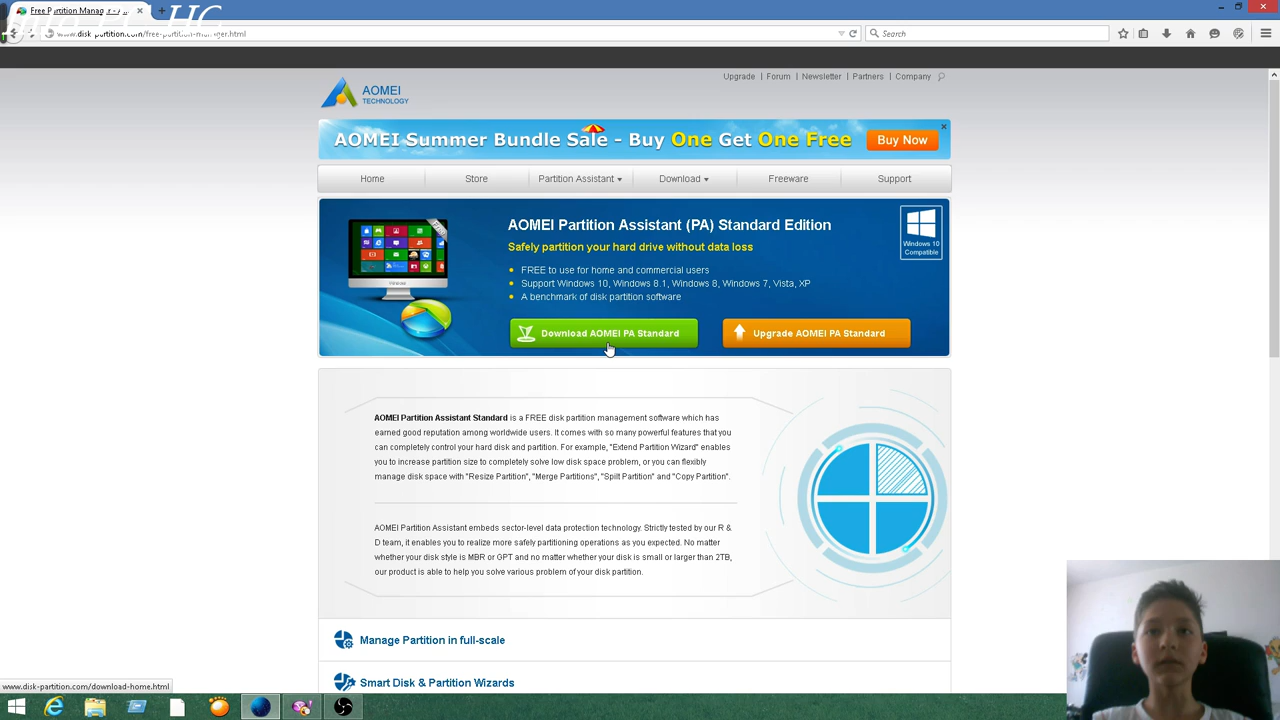 Free Partition Manager - A...
www.disk-partition.com/free-partition-manager.html
Search
Upgrade | Forum | Newsletter | Partners | Company
AOMEI
TECHNOLOGY
AOMEI Summer Bundle Sale - Buy One Get One Free
Buy Now
Home
Store
Partition Assistant
Download
Freeware
Support
AOMEI Partition Assistant (PA) Standard Edition
Safely partition your hard drive without data loss
FREE to use for home and commercial users
Support Windows 10, Windows 8.1, Windows 8, Windows 7, Vista, XP
A benchmark of disk partition software
Windows 10
Compatible
Download AOMEI PA Standard
Upgrade AOMEI PA Standard
AOMEI Partition Assistant Standard is a FREE disk partition management software which has
earned good reputation among worldwide users. It comes with so many powerful features that you
can completely control your hard disk and partition. For example, "Extend Partition Wizard" enables
you to increase partition size to completely solve low disk space problem, or you can flexibly
manage disk space with "Resize Partition", "Merge Partitions", "Split Partition" and "Copy Partition".
AOMEI Partition Assistant embeds sector-level data protection technology. Strictly tested by our R &
D team, it enables you to realize more safely partitioning operations as you expected. No matter
whether your disk style is MBR or GPT and no matter whether your disk is small or larger than 2TB,
our product is able to help you solve various problem of your disk partition.
Manage Partition in full-scale
Smart Disk & Partition Wizards
www.disk-partition.com/download-home.html